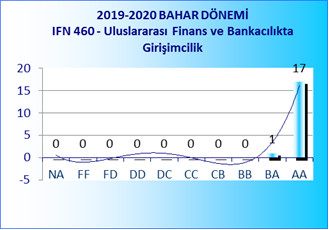 2019-2020 BAHAR DÖNEMİ
IFN 460 - Uluslararası Finans ve Bankacılıkta
Girişimcilik
20
15
10
5
0
-5
0 0 0 0 0 0 0 0 1 17
NA FF FD DD DC CC CB BB BA AA